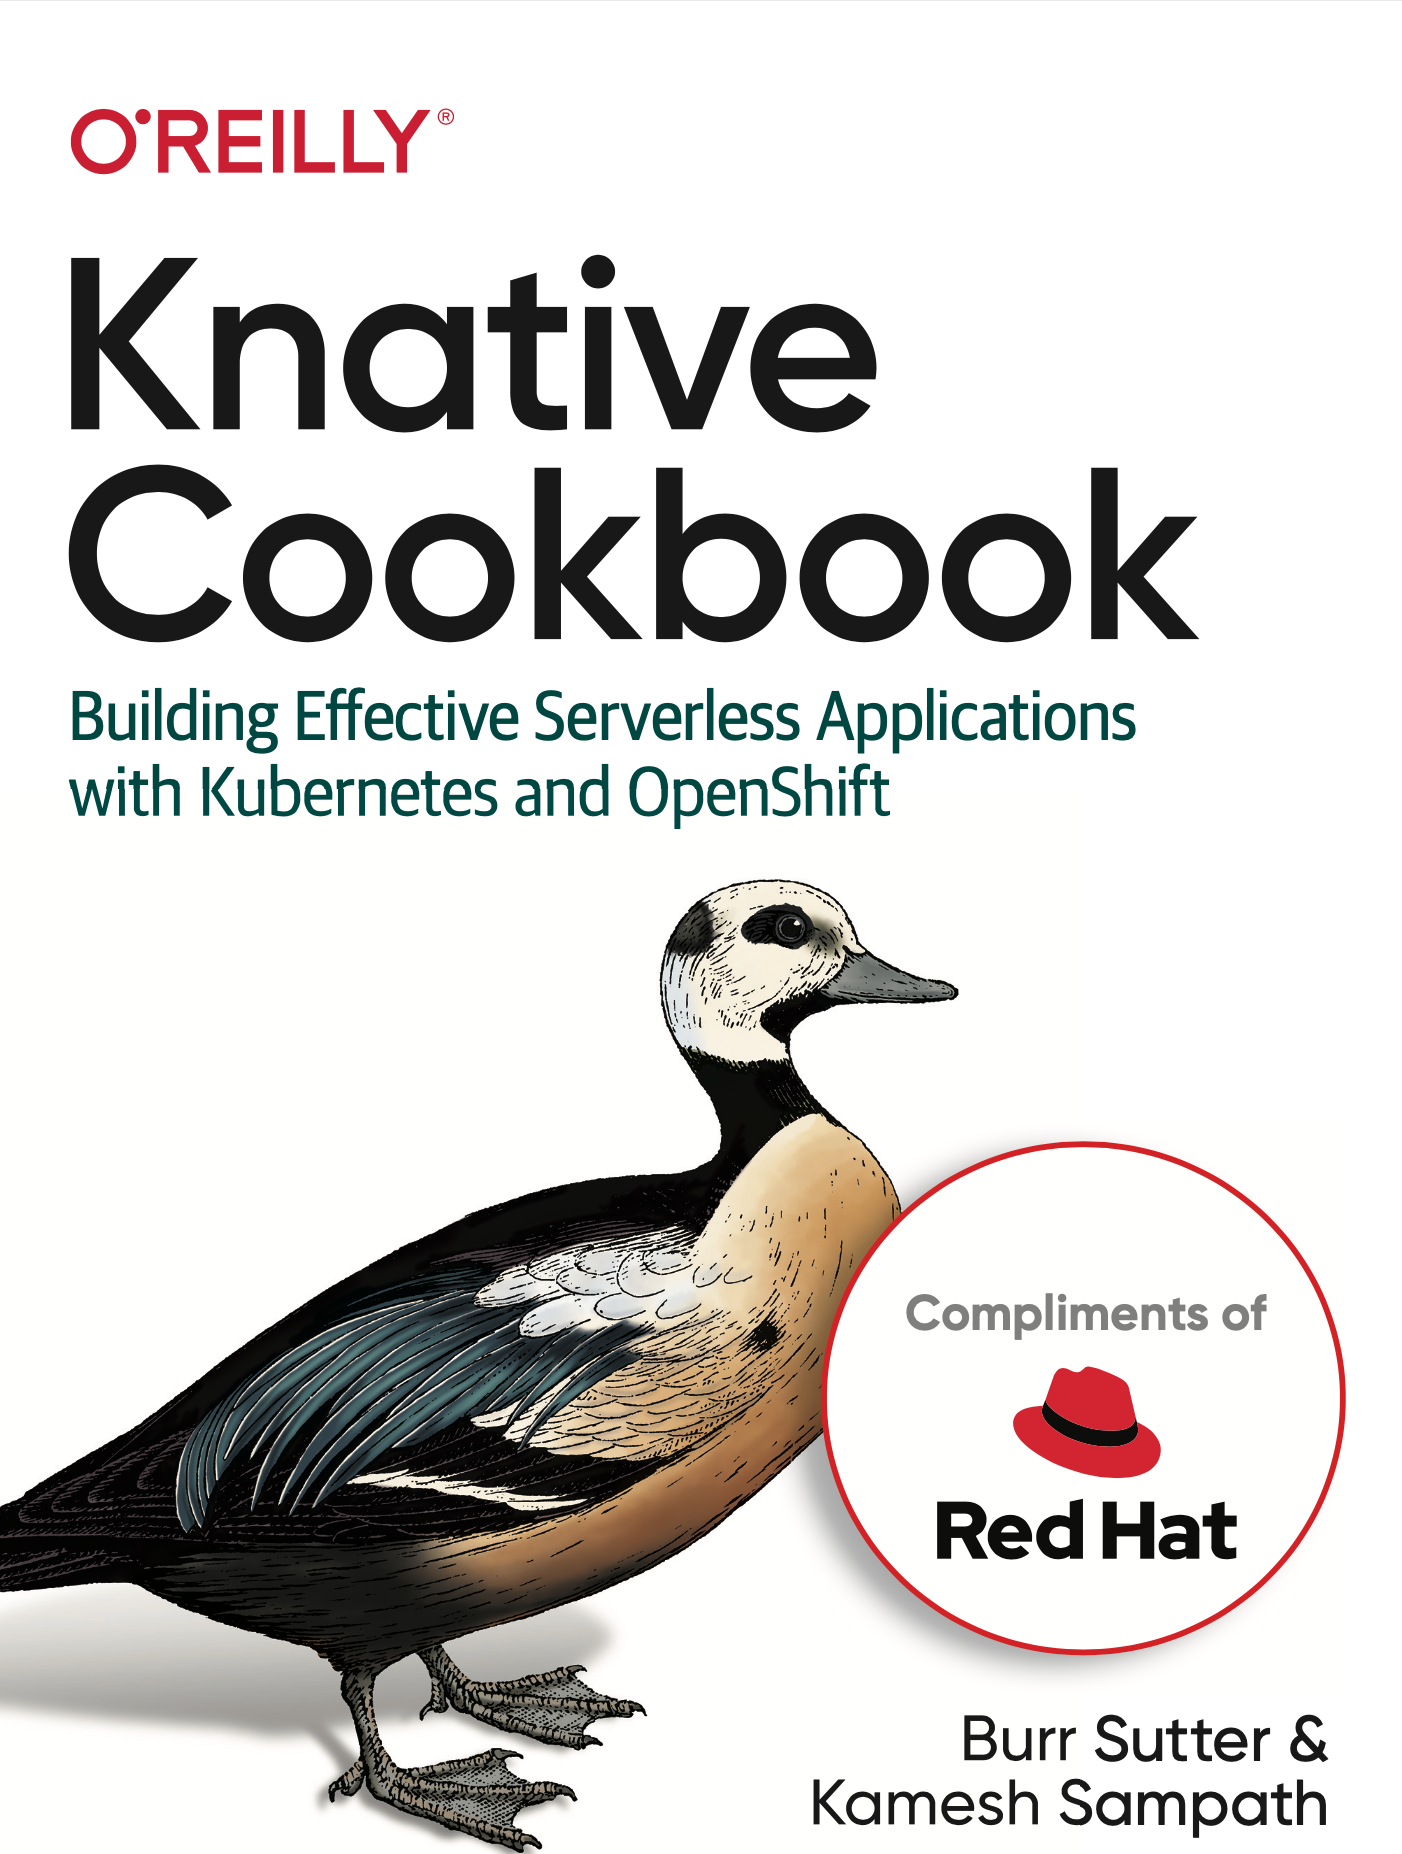 O'REILLY®
Knative
Cookbook
Building Effective Serverless Applications
with Kubernetes and OpenShift
Compliments of
Red Hat
Burr Sutter &
Kamesh Sampath